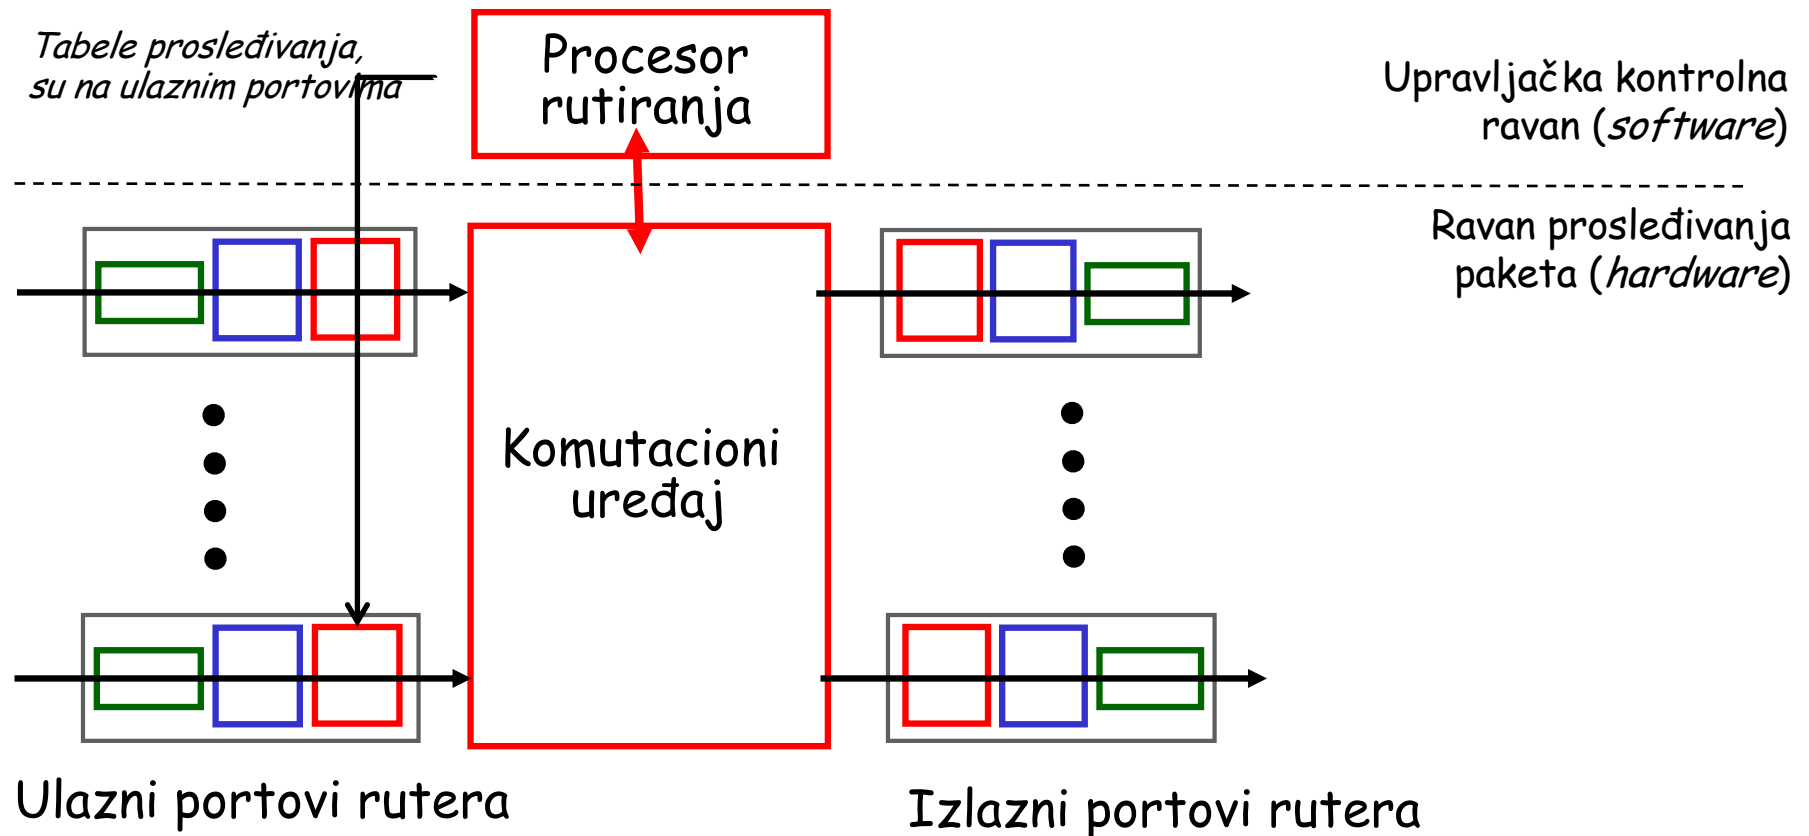 Tabele prosleđivanja,
su na ulaznim portovima
Procesor
rutiranja
Upravljačka kontrolna
ravan (software)
Ravan prosleđivanja
paketa (hardware)
Komutacioni
uređaj
Ulazni portovi rutera
Izlazni portovi rutera